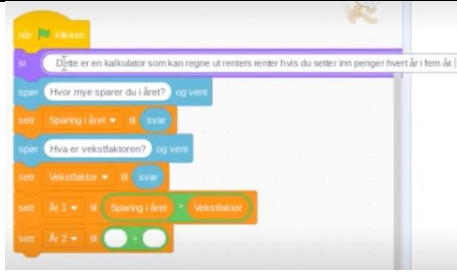 når klikkes
si Dette er en kalkulator som kan regne ut renters renter hvis du setter inn penger hvert år i fem år.
spør Hvor mye sparer du i året? og vent
sett Sparing i året til svar
spør Hva er vekstfaktoren? og vent
sett Vekstfaktor til svar
sett År 1 til Sparing i året * Vekstfaktor
sett År 2 til +